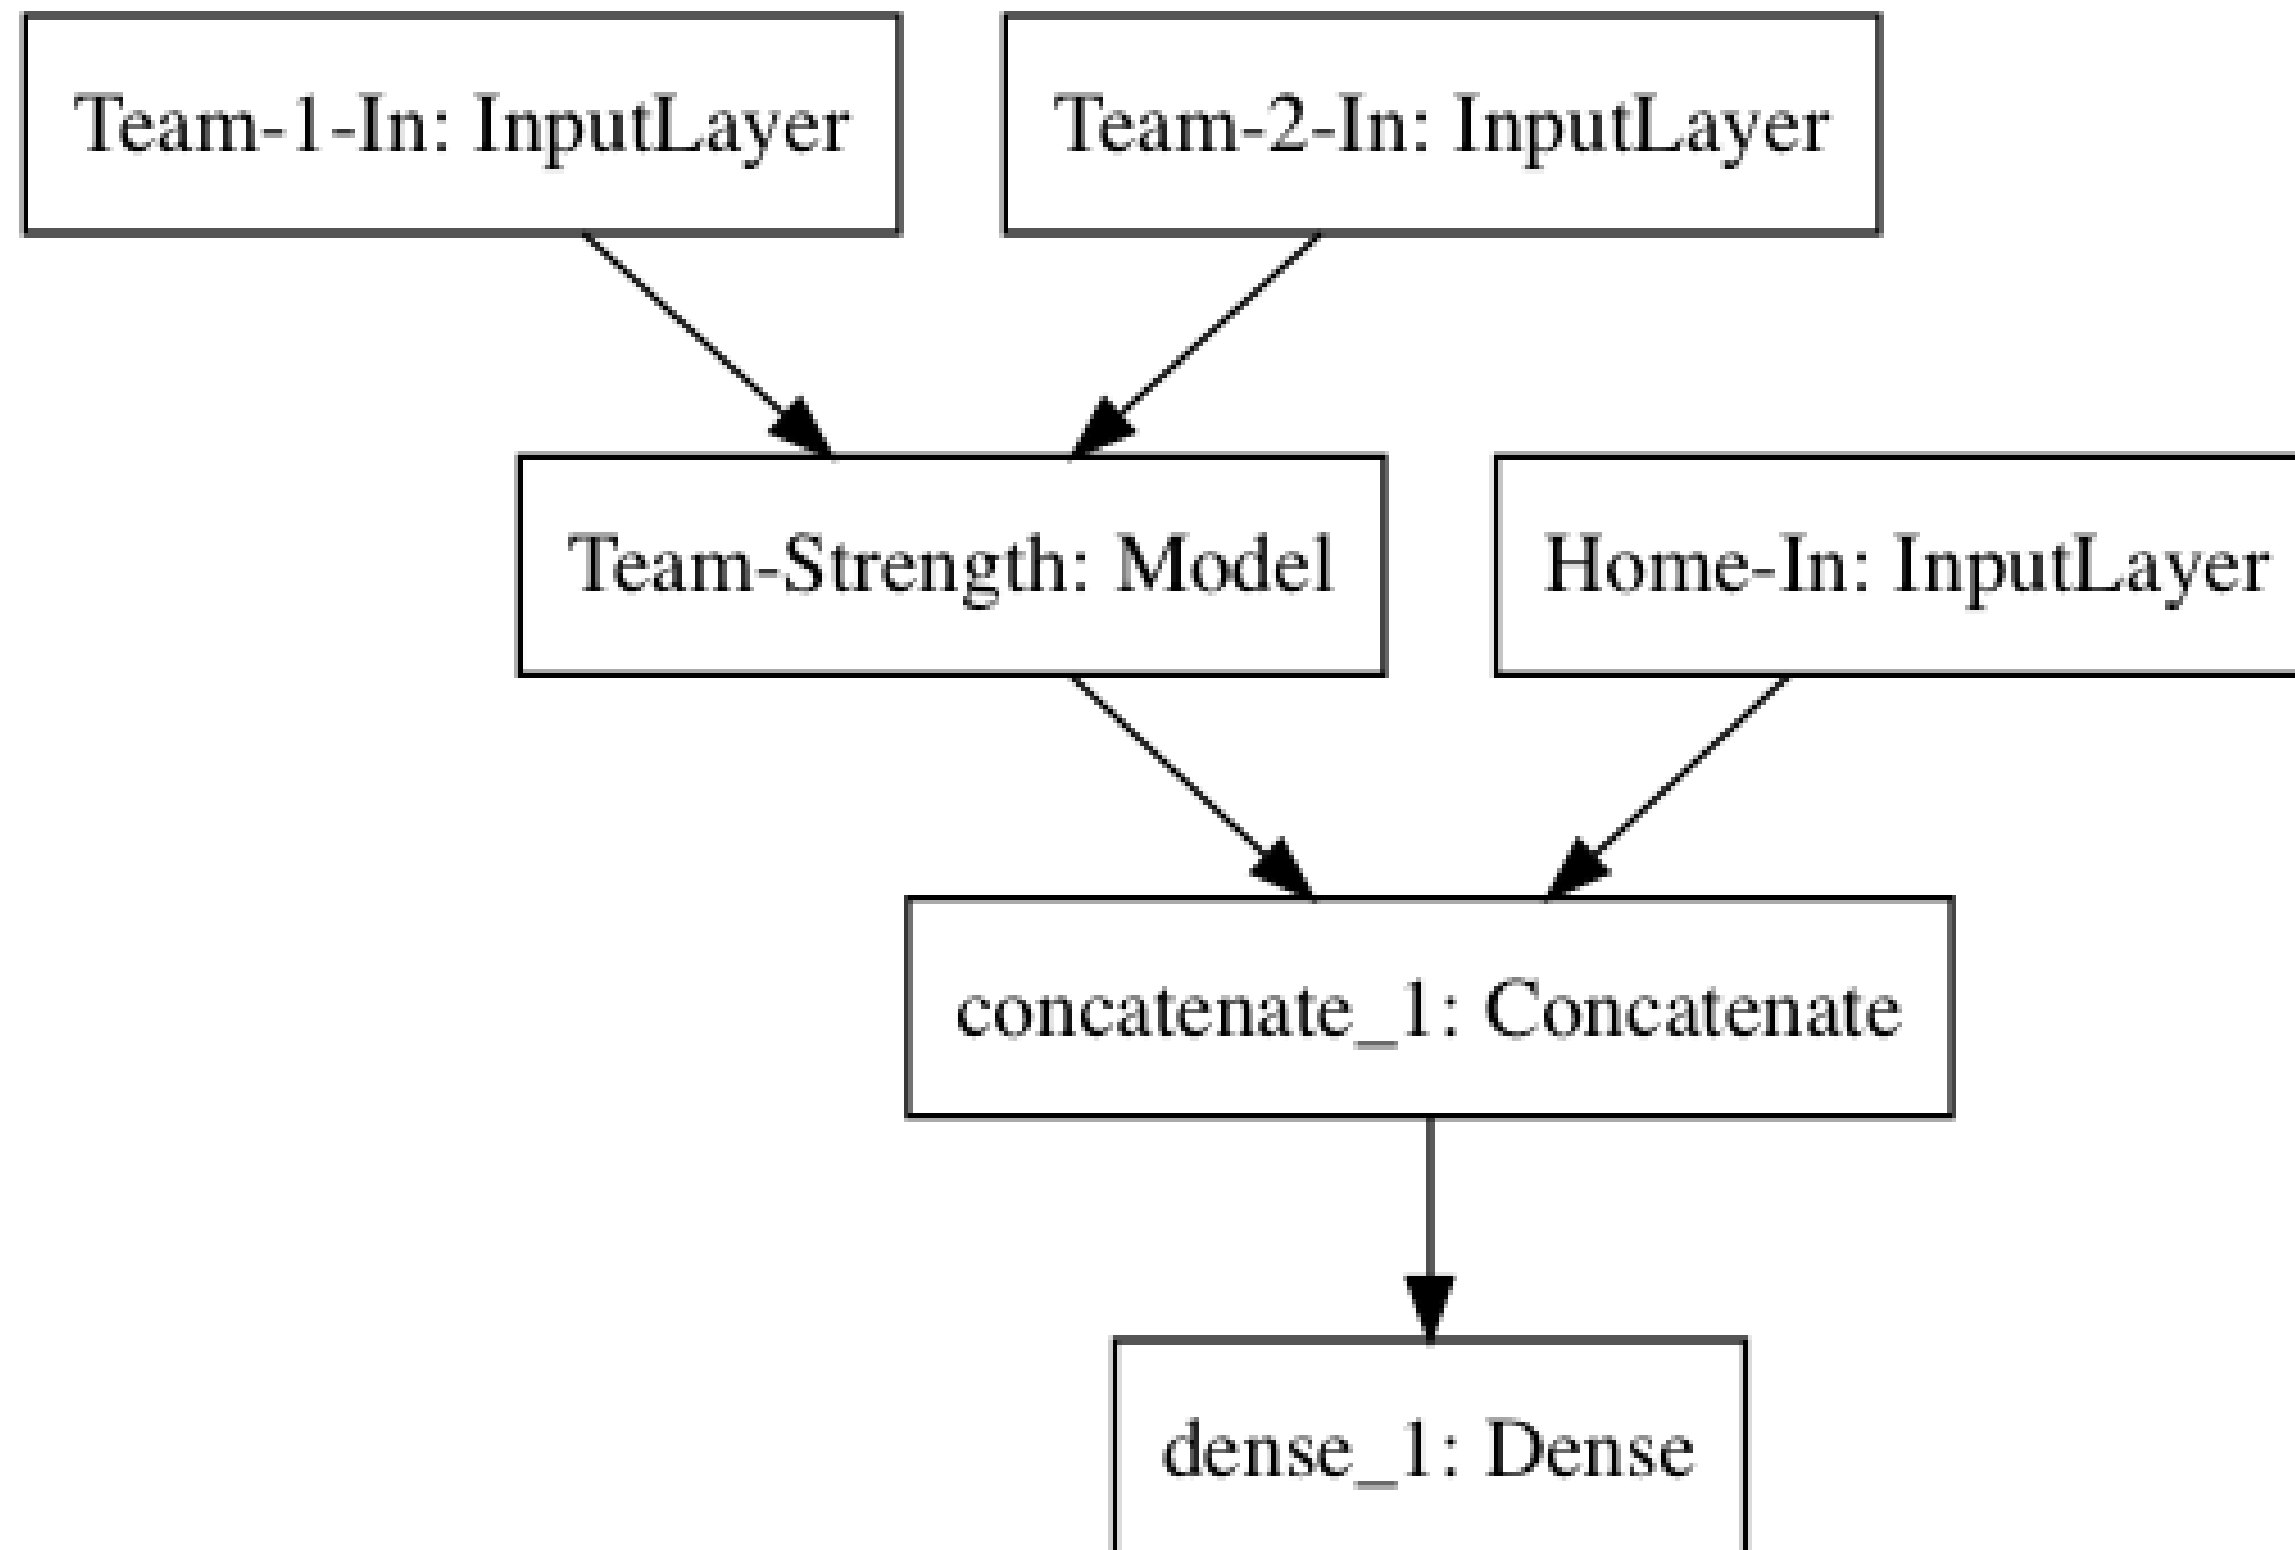 Team-1-In: InputLayer
Team-2-In: InputLayer
Team-Strength: Model
Home-In: InputLayer
concatenate_1: Concatenate
dense_1: Dense